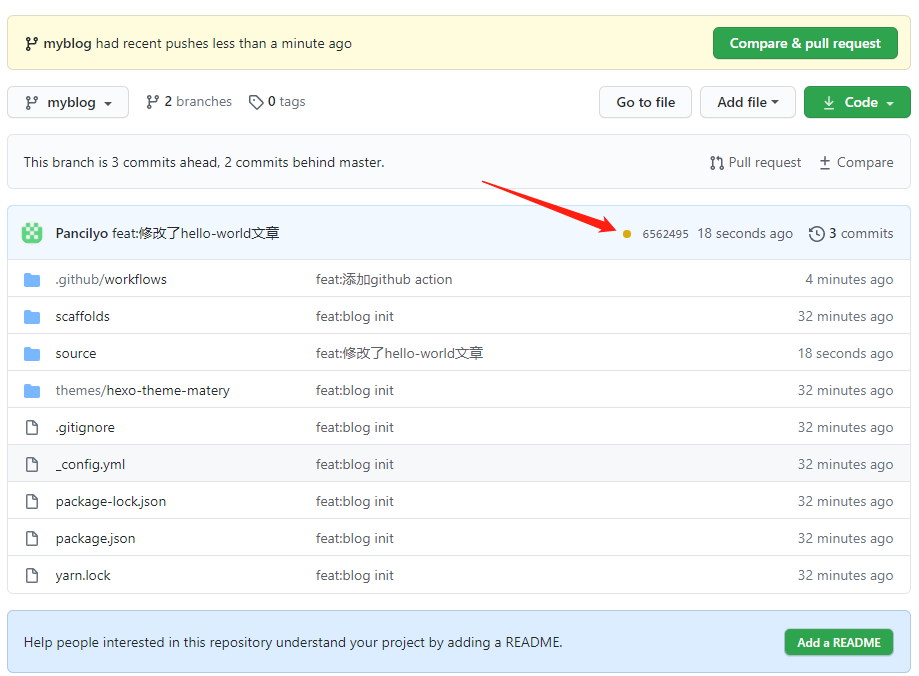 myblog had recent pushes less than a minute ago Compare & pull request
myblog 2 branches 0 tags Go to file Add file Code
This branch is 3 commits ahead, 2 commits behind master. Pull request Compare
Pancilyo feat:修改了hello-world文章 6562495 18 seconds ago 3 commits
.github/workflows feat:添加github action 4 minutes ago
scaffolds feat:blog init 32 minutes ago
source feat:修改了hello-world文章 18 seconds ago
themes/hexo-theme-matery feat:blog init 32 minutes ago
.gitignore feat:blog init 32 minutes ago
_config.yml feat:blog init 32 minutes ago
package-lock.json feat:blog init 32 minutes ago
package.json feat:blog init 32 minutes ago
yarn.lock feat:blog init 32 minutes ago
Help people interested in this repository understand your project by adding a README. Add a README